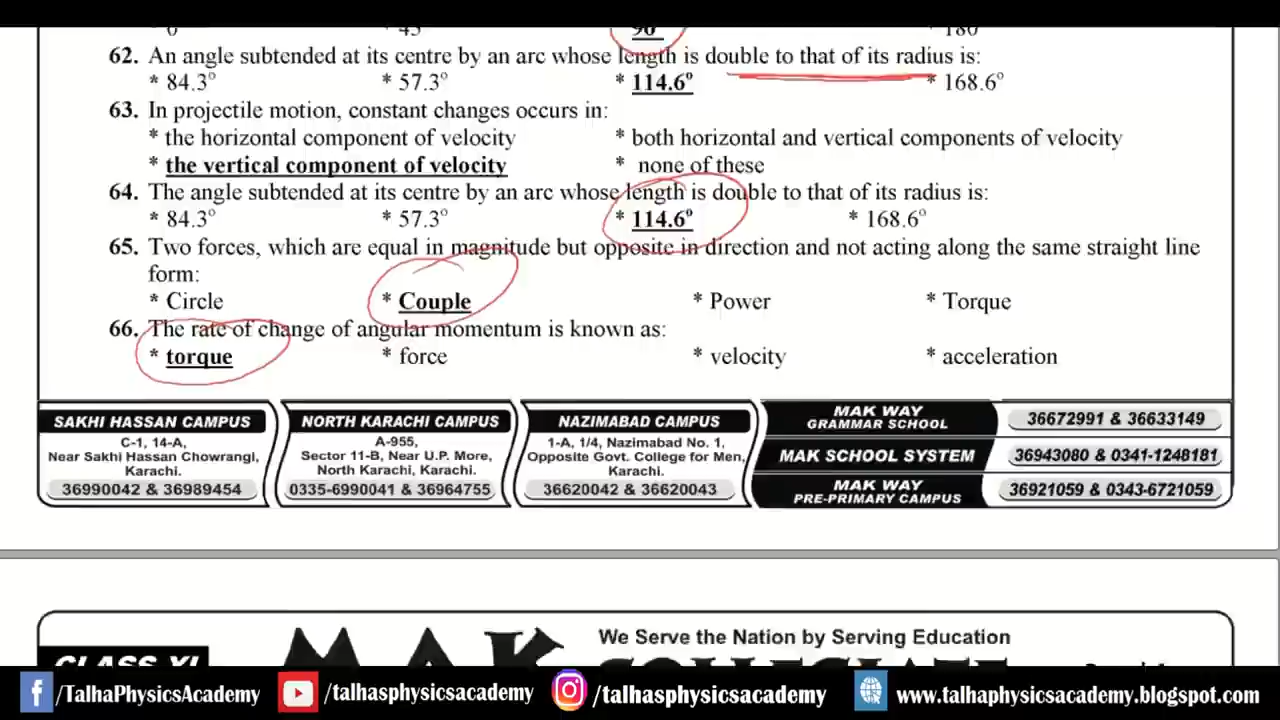 * 0° * 45° * 90° * 180°
62. An angle subtended at its centre by an arc whose length is double to that of its radius is:
* 84.3° * 57.3° * 114.6° * 168.6°
63. In projectile motion, constant changes occurs in:
* the horizontal component of velocity * both horizontal and vertical components of velocity
* the vertical component of velocity * none of these
64. The angle subtended at its centre by an arc whose length is double to that of its radius is:
* 84.3° * 57.3° * 114.6° * 168.6°
65. Two forces, which are equal in magnitude but opposite in direction and not acting along the same straight line
form:
* Circle * Couple * Power * Torque
66. The rate of change of angular momentum is known as:
* torque * force * velocity * acceleration
SAKHI HASSAN CAMPUS
C-1, 14-A,
Near Sakhi Hassan Chowrangi,
Karachi.
36990042 & 36989454
NORTH KARACHI CAMPUS
A-955,
Sector 11-B, Near U.P. More,
North Karachi, Karachi.
0335-6990041 & 36964755
NAZIMABAD CAMPUS
1-A, 1/4, Nazimabad No. 1,
Opposite Govt. College for Men,
Karachi.
36620042 & 36620043
MAK WAY
GRAMMAR SCHOOL
36672991 & 36633149
MAK SCHOOL SYSTEM
36943080 & 0341-1248181
MAK WAY
PRE-PRIMARY CAMPUS
36921059 & 0343-6721059
We Serve the Nation by Serving Education
CLASS XI
MAK
COLLEGIATE
/TalhaPhysicsAcademy /talhasphysicsacademy /talhasphysicsacademy www.talhaphysicsacademy.blogspot.com